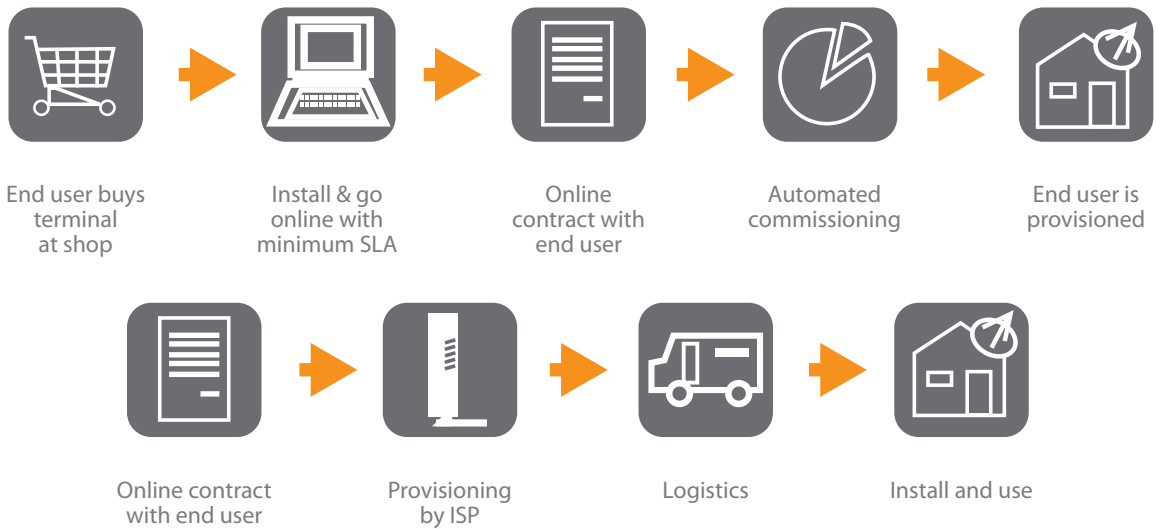 End user buys
terminal
at shop
Install & go
online with
minimum SLA
Online
contract with
end user
Automated
commissoning
End user is
provisioned
Online contract
with end user
Provisioning
by ISP
Logistics
Install and use